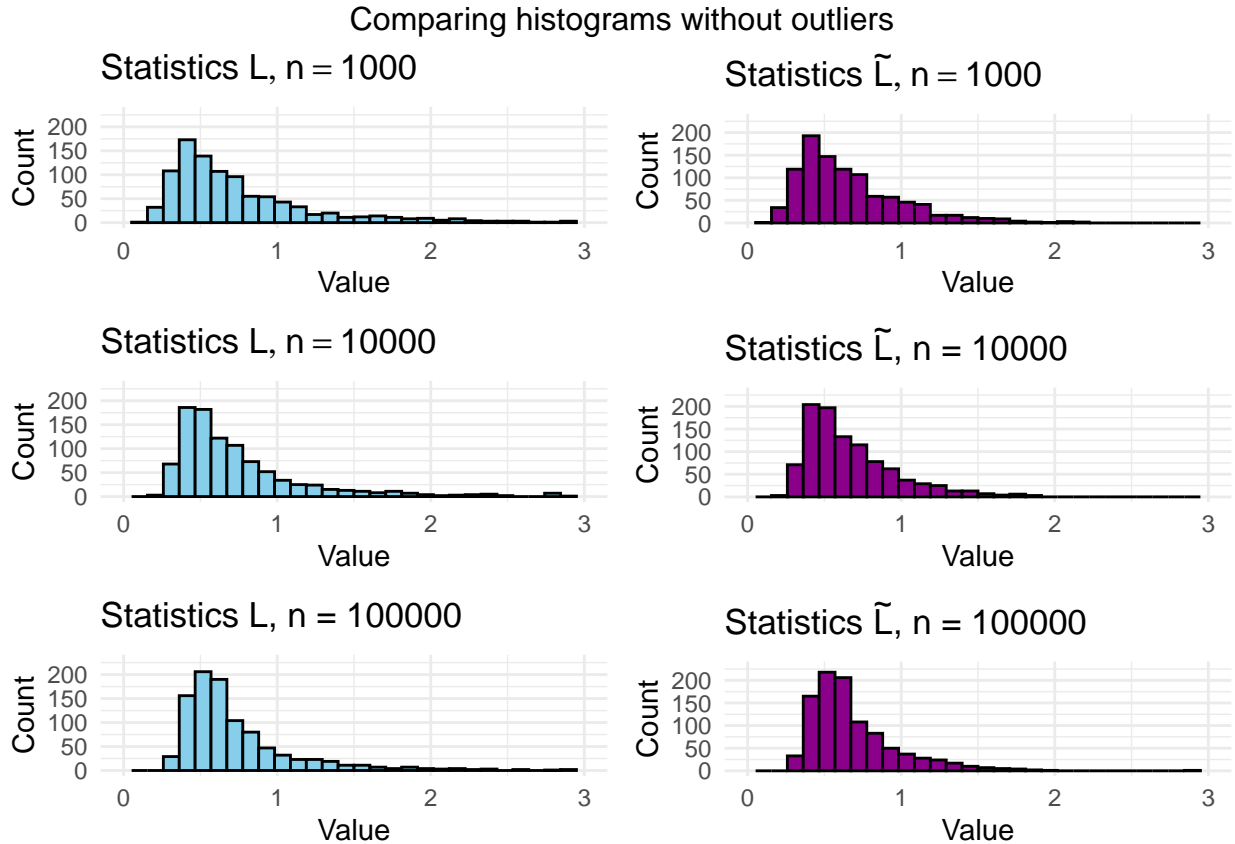 Comparing histograms without outliers
Statistics L, n = 1000
Count
200
150
100
50
0
0 1 2 3
Value
Statistics L̃, n = 1000
Count
200
150
100
50
0
0 1 2 3
Value
Statistics L, n = 10000
Count
200
150
100
50
0
0 1 2 3
Value
Statistics L̃, n = 10000
Count
200
150
100
50
0
0 1 2 3
Value
Statistics L, n = 100000
Count
200
150
100
50
0
0 1 2 3
Value
Statistics L̃, n = 100000
Count
200
150
100
50
0
0 1 2 3
Value